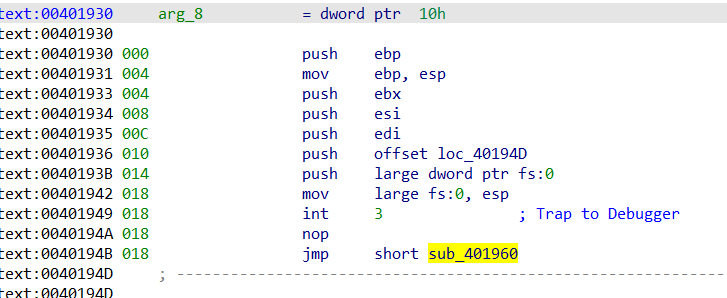 text:00401930 arg_8 = dword ptr 10h
text:00401930
text:00401930 000 push ebp
text:00401931 004 mov ebp, esp
text:00401933 004 push ebx
text:00401934 008 push esi
text:00401935 00C push edi
text:00401936 010 push offset loc_40194D
text:0040193B 014 push large dword ptr fs:0
text:00401942 018 mov large fs:0, esp
text:00401949 018 int 3 ; Trap to Debugger
text:0040194A 018 nop
text:0040194B 018 jmp short sub_401960
text:0040194D ; ---------------------------------------------------------------------------
text:0040194D